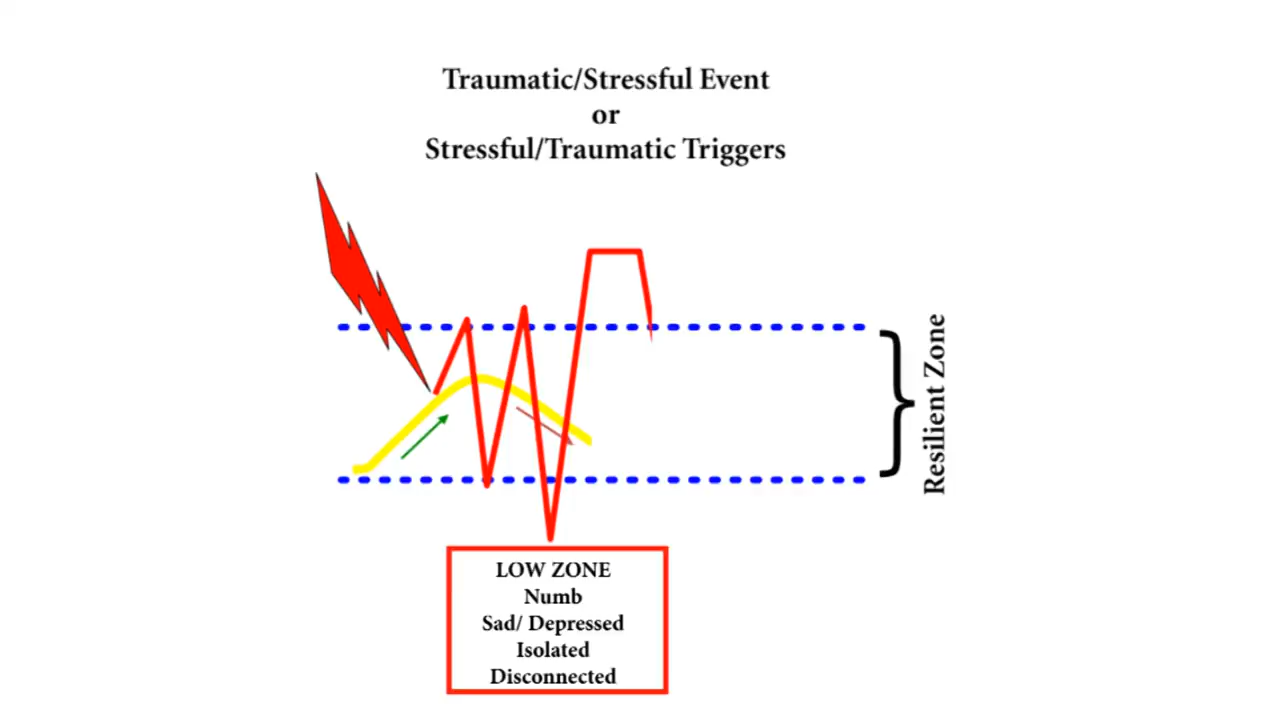 Traumatic/Stressful Event
or
Stressful/Traumatic Triggers
Resilient Zone
LOW ZONE
Numb
Sad/ Depressed
Isolated
Disconnected